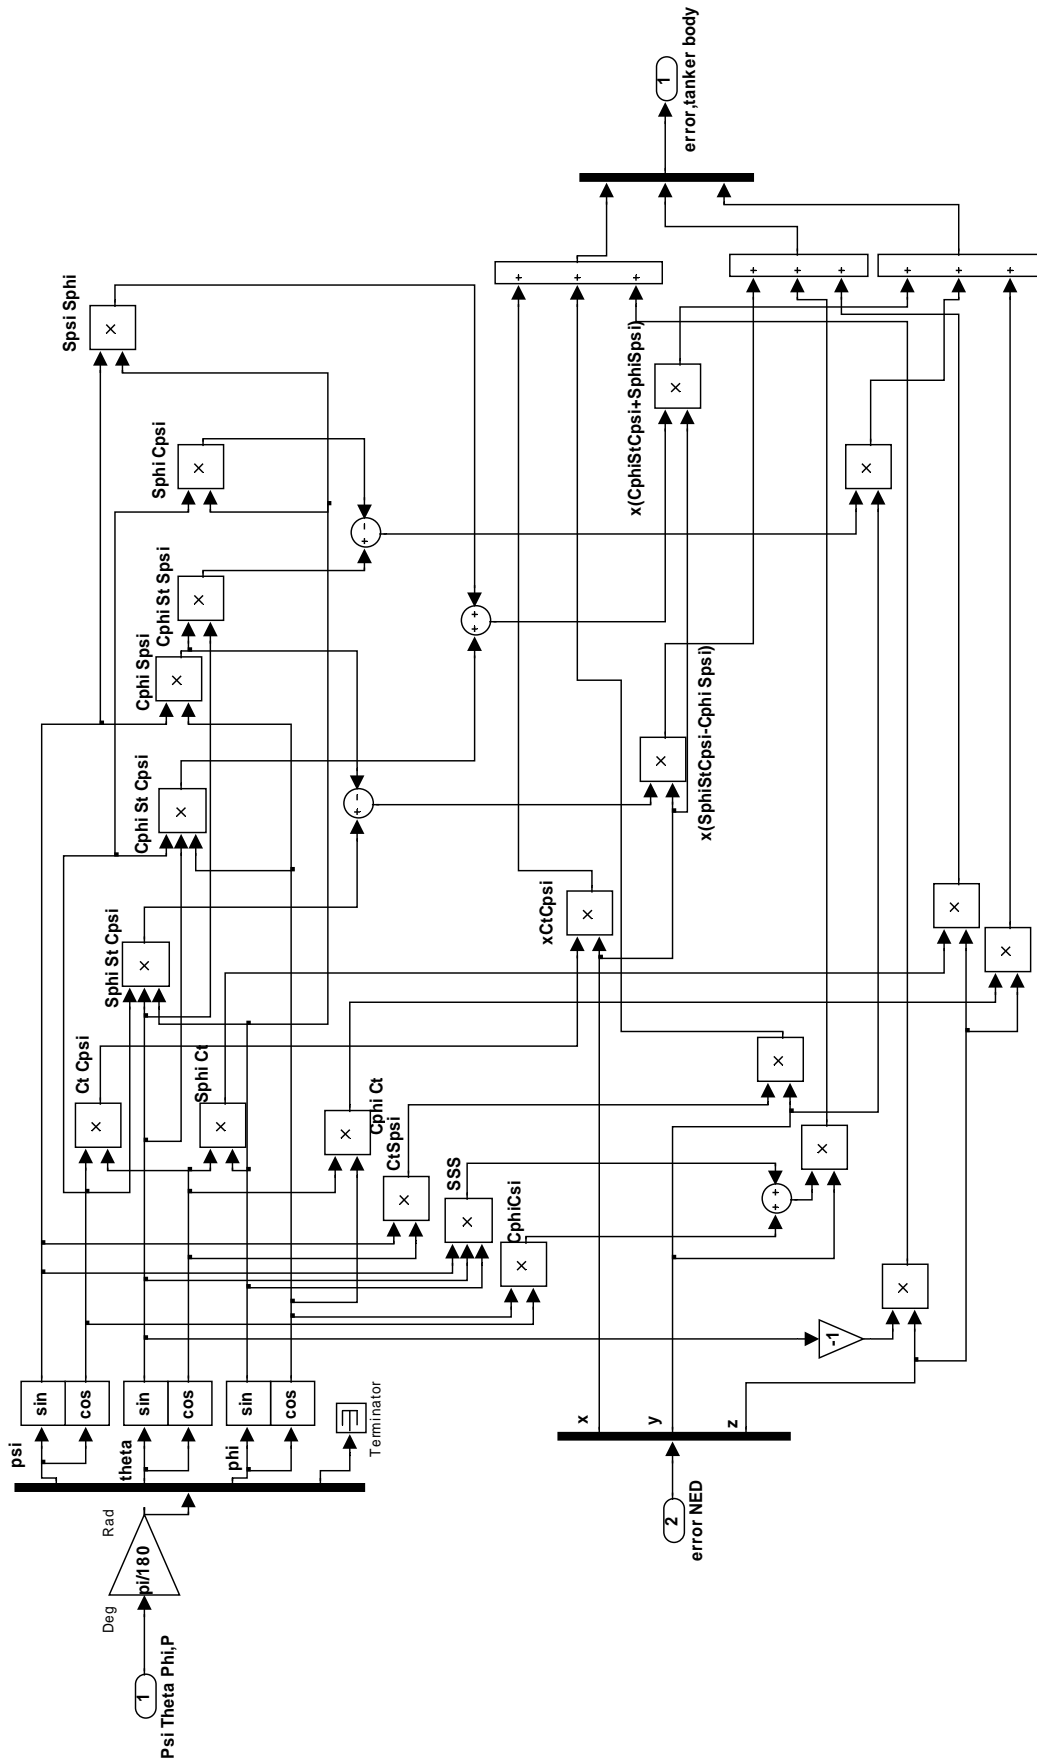 1
Psi Theta Phi,P
Deg
pi/180
Rad
psi
theta
phi
sin
cos
sin
cos
sin
cos
Terminator
Ct Cpsi
Sphi St Cpsi
Cphi St Cpsi
Cphi Spsi
Cphi St Spsi
Sphi Cpsi
Spsi Sphi
Sphi Ct
Cphi Ct
CtSpsi
SSS
CphiCsi
-1
2
error NED
x
y
z
xCtCpsi
x(SphiStCpsi-Cphi Spsi)
x(CphiStCpsi+SphiSpsi)
1
error,tanker body